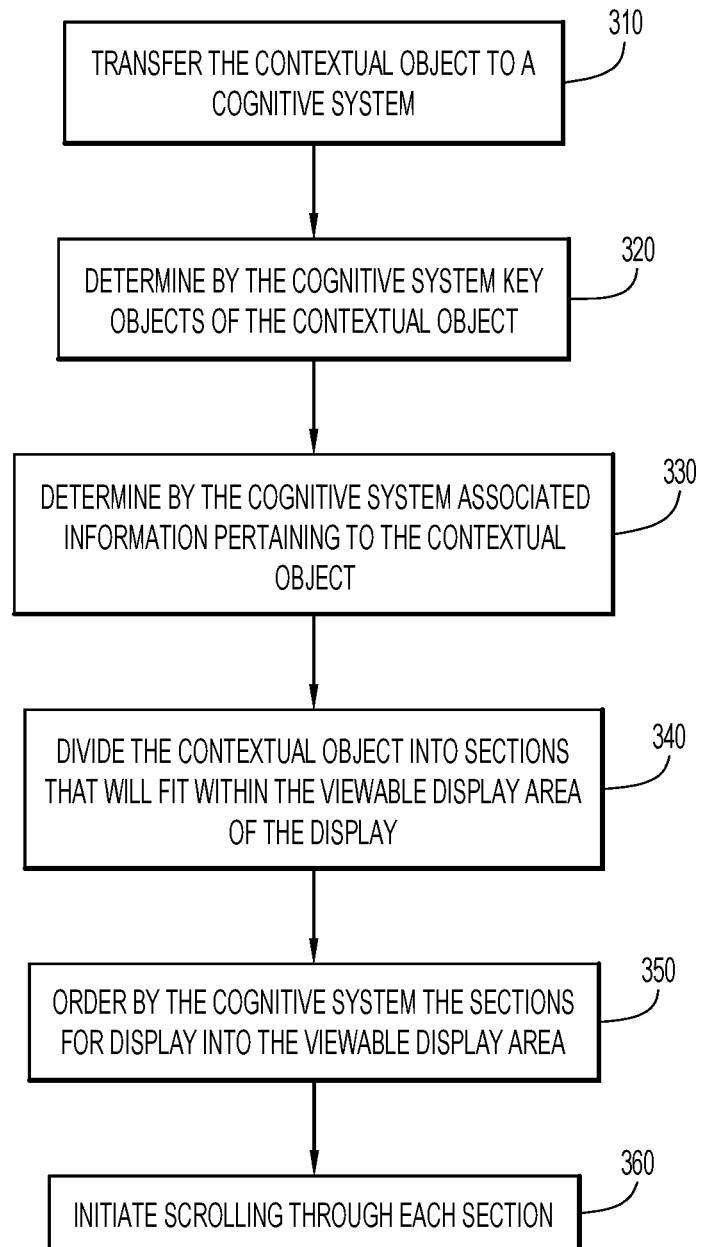 310
TRANSFER THE CONTEXTUAL OBJECT TO A
COGNITIVE SYSTEM
320
DETERMINE BY THE COGNITIVE SYSTEM KEY
OBJECTS OF THE CONTEXTUAL OBJECT
330
DETERMINE BY THE COGNITIVE SYSTEM ASSOCIATED
INFORMATION PERTAINING TO THE CONTEXTUAL
OBJECT
340
DIVIDE THE CONTEXTUAL OBJECT INTO SECTIONS
THAT WILL FIT WITHIN THE VIEWABLE DISPLAY AREA
OF THE DISPLAY
350
ORDER BY THE COGNITIVE SYSTEM THE SECTIONS
FOR DISPLAY INTO THE VIEWABLE DISPLAY AREA
360
INITIATE SCROLLING THROUGH EACH SECTION